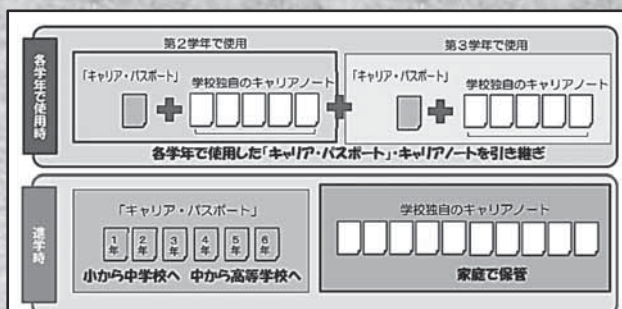 各学年で使用時
第2学年で使用
「キャリア・パスポート」
学校独自のキャリアノート
第3学年で使用
「キャリア・パスポート」
学校独自のキャリアノート
各学年で使用した「キャリア・パスポート」・キャリアノートを引き継ぎ
進学時
「キャリア・パスポート」
1年
2年
3年
4年
5年
6年
小から中学校へ 中から高等学校へ
学校独自のキャリアノート
家庭で保管